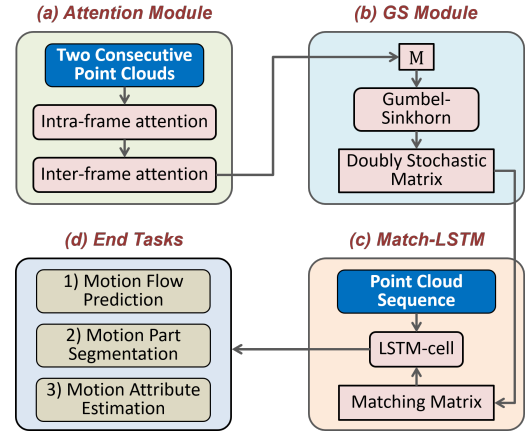 (a) Attention Module
Two Consecutive
Point Clouds
Intra-frame attention
Inter-frame attention
(b) GS Module
M
Gumbel-
Sinkhorn
Doubly Stochastic
Matrix
(d) End Tasks
1) Motion Flow
Prediction
2) Motion Part
Segmentation
3) Motion Attribute
Estimation
(c) Match-LSTM
Point Cloud
Sequence
LSTM-cell
Matching Matrix